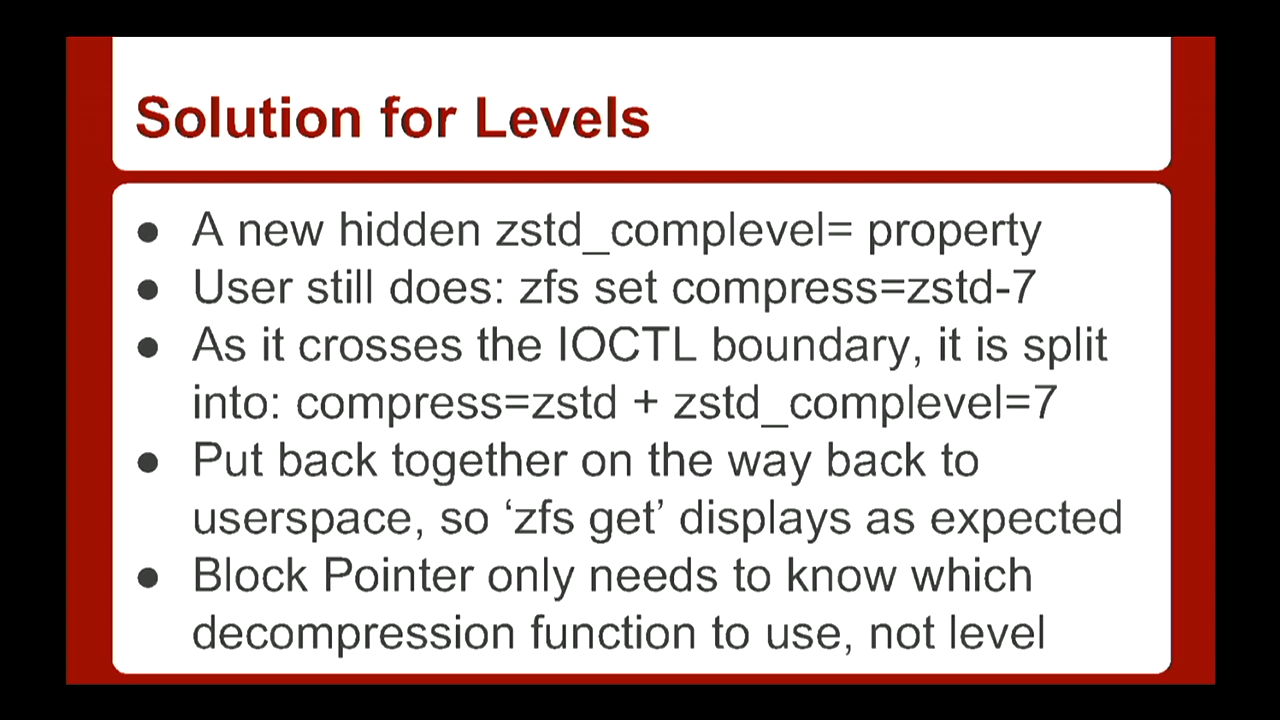 Solution for Levels
● A new hidden zstd_complevel= property
● User still does: zfs set compress=zstd-7
● As it crosses the IOCTL boundary, it is split
into: compress=zstd + zstd_complevel=7
● Put back together on the way back to
userspace, so ‘zfs get’ displays as expected
● Block Pointer only needs to know which
decompression function to use, not level